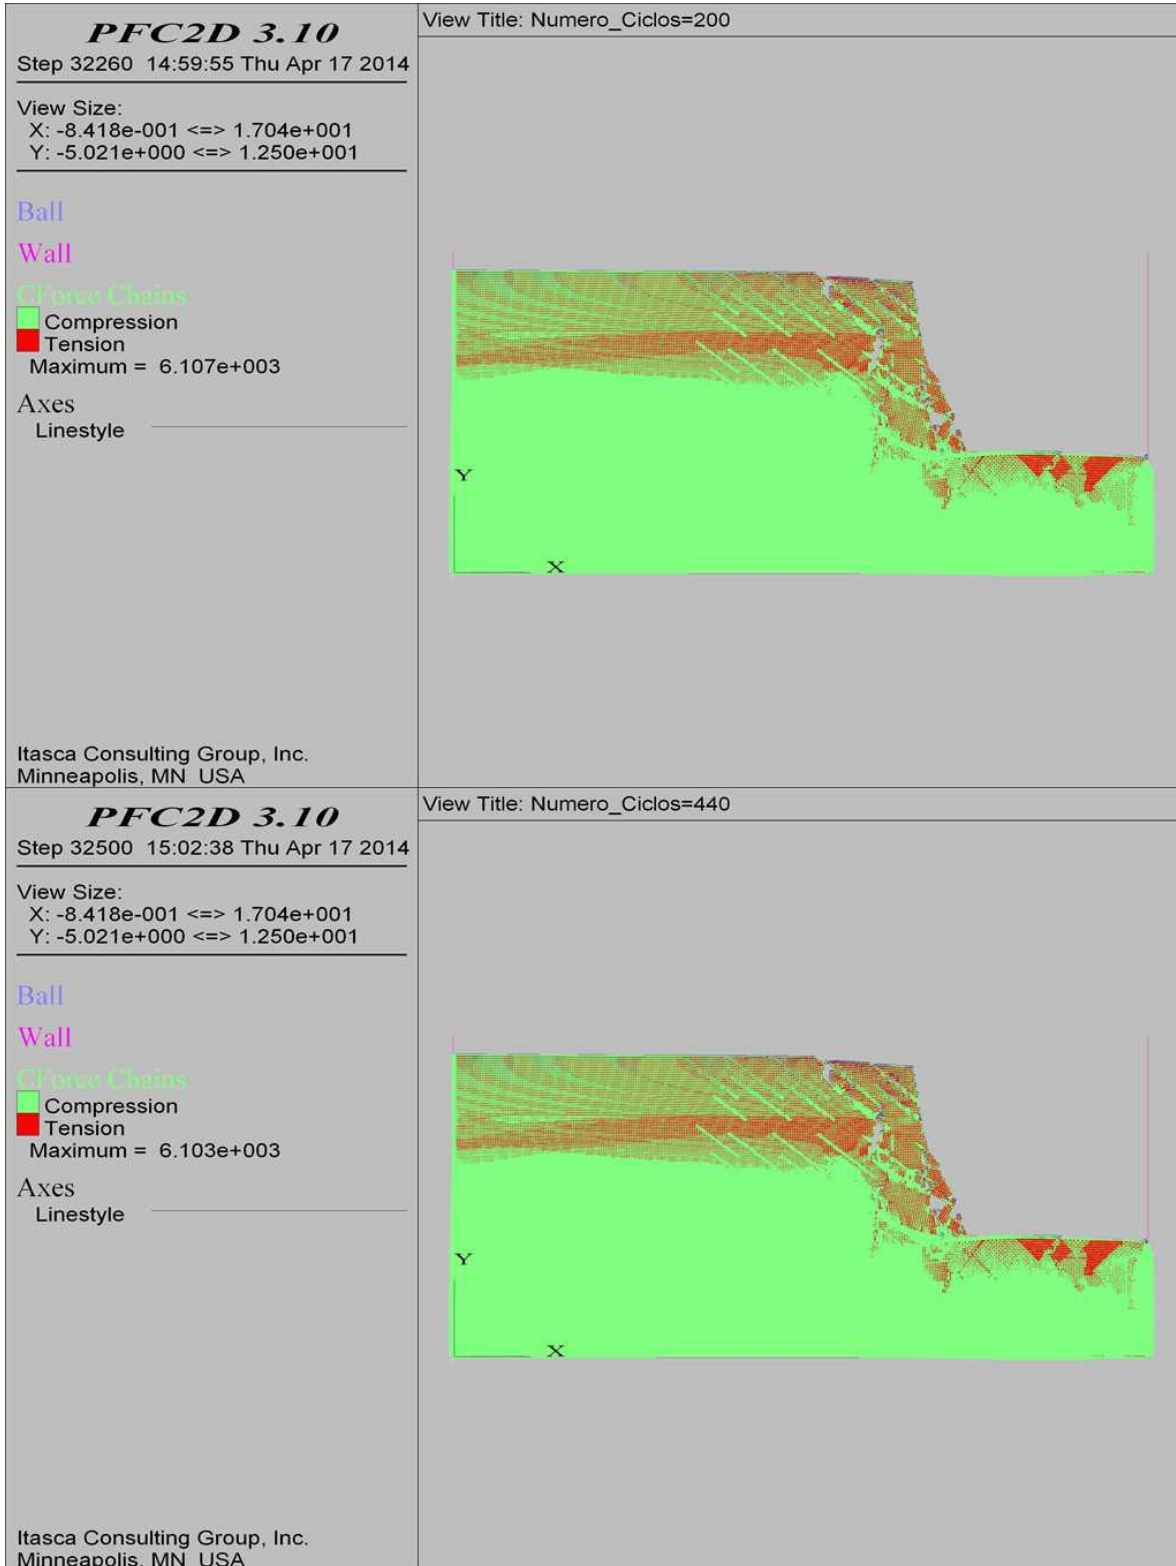 PFC2D 3.10
Step 32260 14:59:55 Thu Apr 17 2014
View Size:
X: -8.418e-001 <=> 1.704e+001
Y: -5.021e+000 <=> 1.250e+001
Ball
Wall
CForce Chains
Compression
Tension
Maximum = 6.107e+003
Axes
Linestyle
Itasca Consulting Group, Inc.
Minneapolis, MN USA
View Title: Numero_Ciclos=200
Y
X
PFC2D 3.10
Step 32500 15:02:38 Thu Apr 17 2014
View Size:
X: -8.418e-001 <=> 1.704e+001
Y: -5.021e+000 <=> 1.250e+001
Ball
Wall
CForce Chains
Compression
Tension
Maximum = 6.103e+003
Axes
Linestyle
Itasca Consulting Group, Inc.
Minneapolis, MN USA
View Title: Numero_Ciclos=440
Y
X